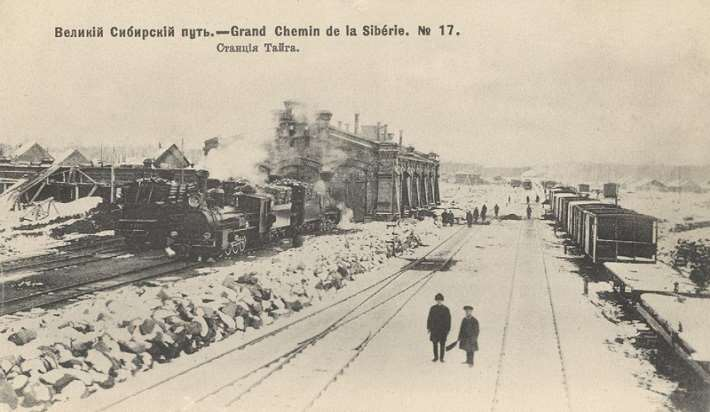 Великій Сибирскій путь.—Grand Chemin de la Sibérie. № 17.
Станція Тайга.